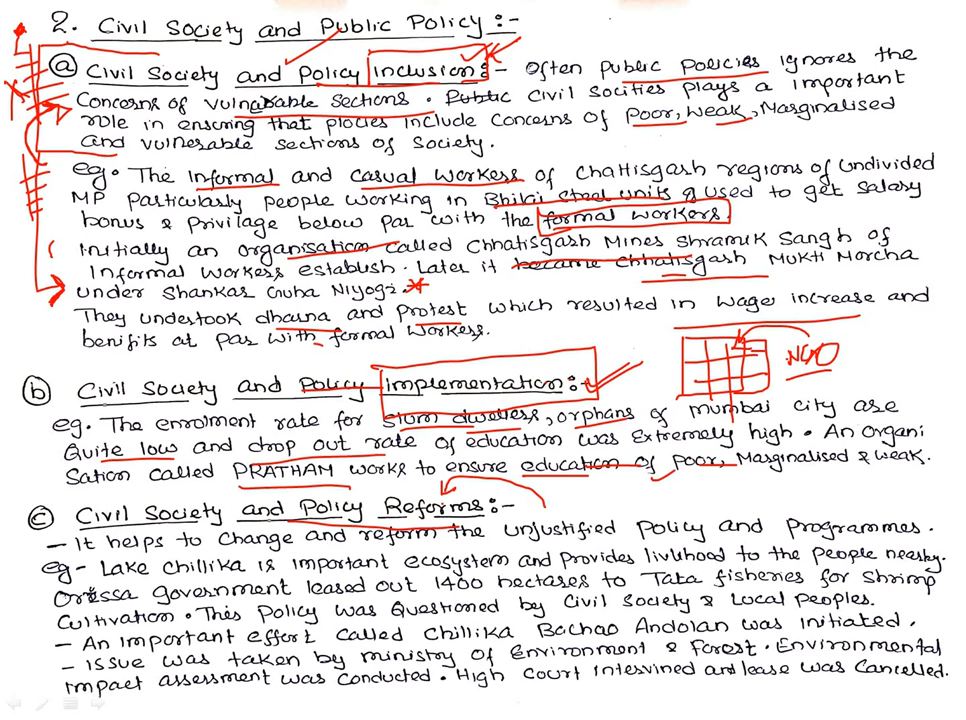 2. Civil Society and Public Policy :-
(a) Civil Society and Policy Inclusion :- Often public policies ignores the
Concerns of vulnerable sections. Public Civil Socities plays a important
role in ensuring that plocies include concerns of Poor, Weak, Marginalised
and vulnerable sections of Society.
eg. The informal and casual workers of Chattisgarh regions of undivided
MP Particularly people working in Bhilai steel units & used to get salary
bonus & Privilage below par with the formal workers
Initially an organisation called Chhatisgarh Mines Shramik Sangh of
Informal workers establish. Later it became Chhatisgarh Mukti Morcha
under Shankar Guha Niyogi.
They undertook dharna and protest which resulted in wage increase and
benifits at par with formal workers.
NGO
(b) Civil Society and Policy implementation :-
eg. The enrolment rate for slum dwellers, orphans of mumbai city are
Quite low and drop out rate of education was extremely high. An Organi
sation called PRATHAM works to ensure education of poor, Marginalised & weak.
(c) Civil Society and Policy Reforms :-
- It helps to Change and reform the unjustified policy and programmes.
eg - Lake Chillika is important ecosystem and provides livlihood to the people nearby.
Oressa government leased out 1400 hectares to Tata fisheries for Shrimp
Cultivation. This policy was questioned by Civil Society & Local peoples.
- An important effort called Chillika Bachao Andolan was initiated.
- Issue was taken by ministry of Environment & Forest. Environmental
impact assessment was conducted. High Court intervined and lease was cancelled.